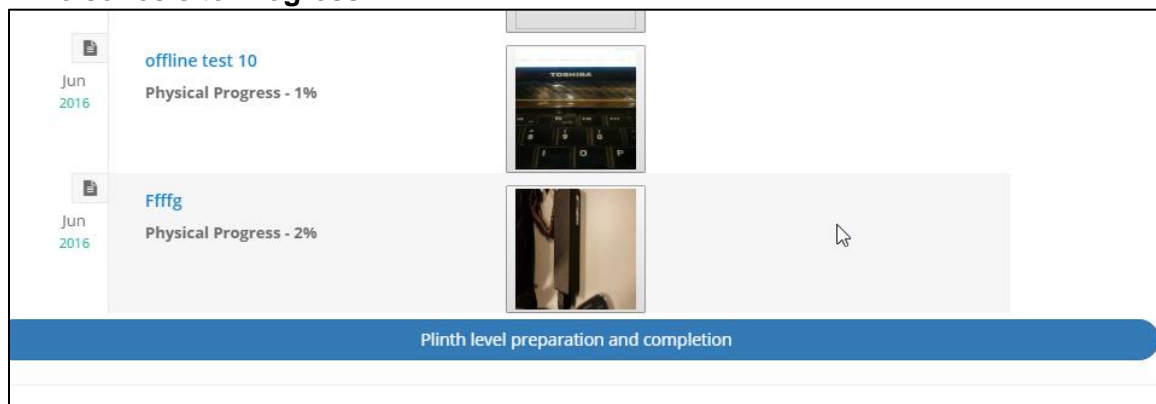 offline test 10
Jun
Physical Progress - 1%
2016
TOSHIBA
I O P
Ffffg
Jun
Physical Progress - 2%
2016
Plinth level preparation and completion